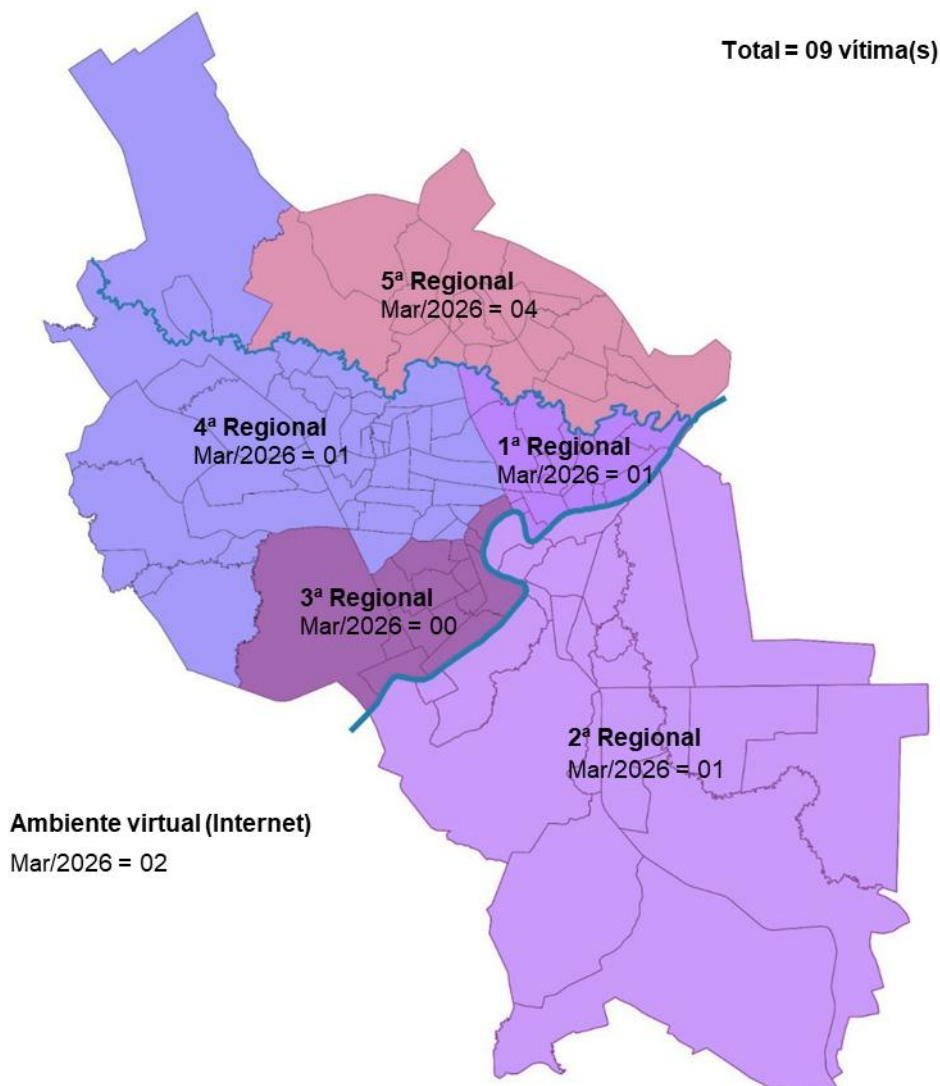 Total = 09 vítima(s)
5ª Regional
Mar/2026 = 04
4ª Regional
Mar/2026 = 01
1ª Regional
Mar/2026 = 01
3ª Regional
Mar/2026 = 00
2ª Regional
Mar/2026 = 01
Ambiente virtual (Internet)
Mar/2026 = 02